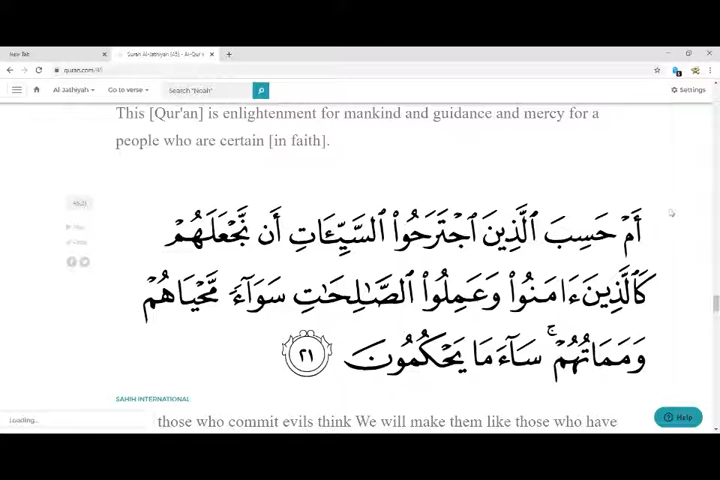 New Tab
Surah Al-Jathiyah (45) - Al-Qur'
quran.com/45
Al Jathiyah
Go to verse
Search "Noah"
Settings
This [Qur'an] is enlightenment for mankind and guidance and mercy for a
people who are certain [in faith].
45:21
أَمْ حَسِبَ ٱلَّذِينَ ٱجْتَرَحُوا۟ ٱلسَّيِّـَٔاتِ أَن نَّجْعَلَهُمْ
كَٱلَّذِينَ ءَامَنُوا۟ وَعَمِلُوا۟ ٱلصَّـٰلِحَـٰتِ سَوَآءً مَّحْيَاهُمْ
وَمَمَاتُهُمْ ۚ سَآءَ مَا يَحْكُمُونَ ٢١
SAHIH INTERNATIONAL
those who commit evils think We will make them like those who have
Loading...
Help